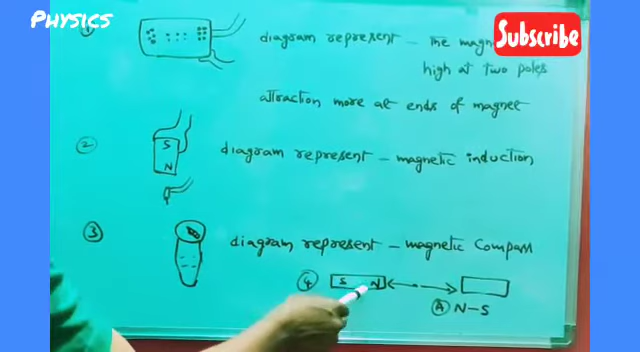 PHYSICS
Subscribe
①
diagram represent - The magn
high at two poles
attraction more at ends of magnet
②
S
N
diagram represent - magnetic induction
③
diagram represent - magnetic Compass
④ S N
Ⓐ N-S